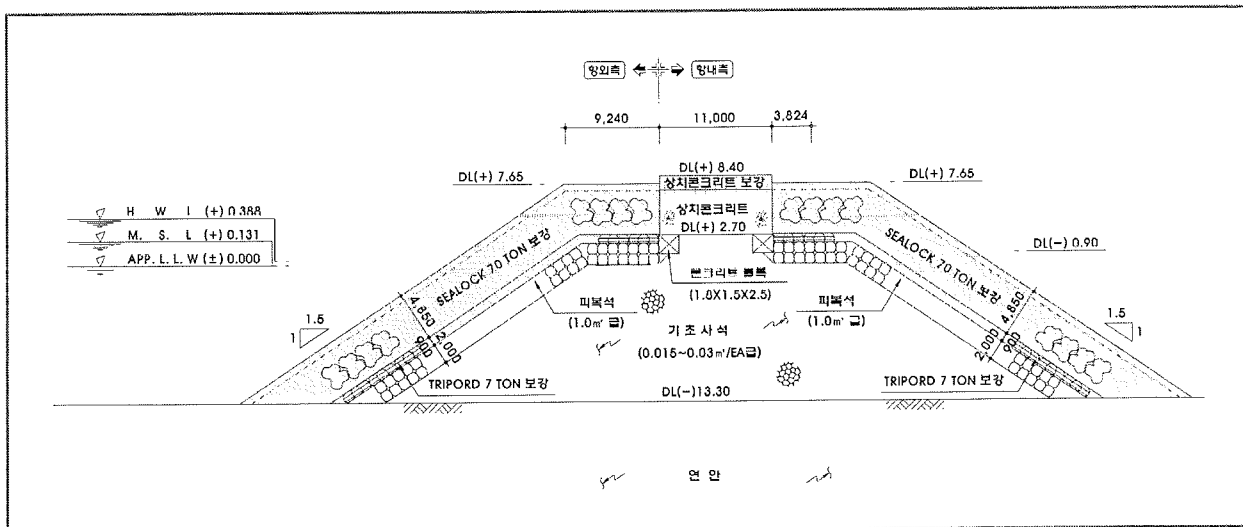 항외측 항내측
9,240 11,000 3,824
DL(+) 7.65 DL(+) 8.40 DL(+) 7.65
상치콘크리트 보강
H W L (+) 0.388
M. S. L (+) 0.131
APP. L. L. W (±) 0.000
상치콘크리트
DL(+) 2.70
DL(-) 0.90
SEALOCK 70 TON 보강
SEALOCK 70 TON 보강
콘크리트 블록
(1.8X1.5X2.5)
피복석
(1.0㎥ 급)
피복석
(1.0㎥ 급)
기초사석
(0.015~0.03㎥/EA급)
1.5
1
4,650
900
2,000
4,850
900
2,000
1.5
1
TRIPORD 7 TON 보강
TRIPORD 7 TON 보강
DL(-)13.30
연 안